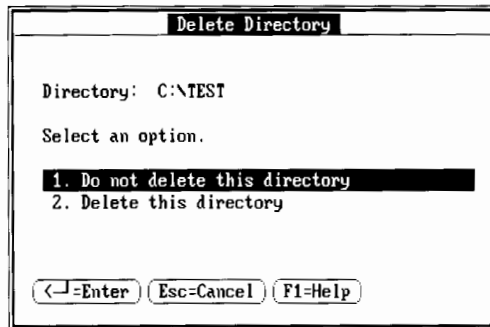 Delete Directory
Directory: C:\TEST
Select an option.
1. Do not delete this directory
2. Delete this directory
<┘=Enter Esc=Cancel F1=Help